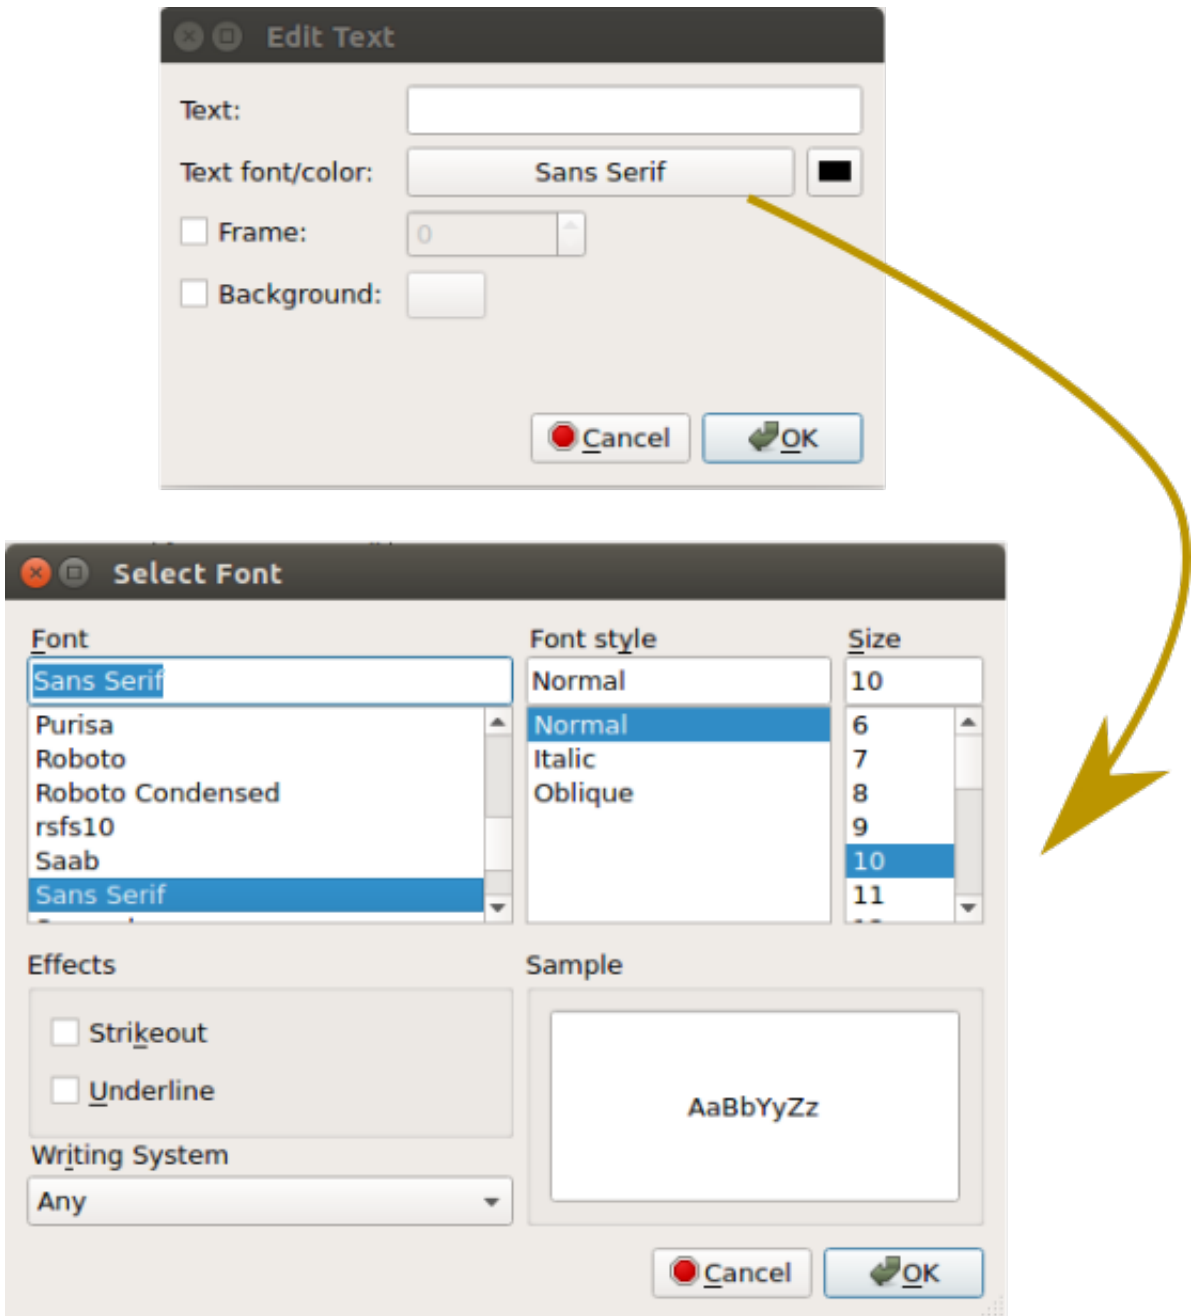 Edit Text
Text:
Text font/color: Sans Serif
Frame: 0
Background:
Cancel OK
Select Font
Font Font style Size
Sans Serif Normal 10
Purisa Normal 6
Roboto Italic 7
Roboto Condensed Oblique 8
rsfs10 9
Saab 10
Sans Serif 11
Effects Sample
Strikeout
Underline
AaBbYyZz
Writing System
Any
Cancel OK